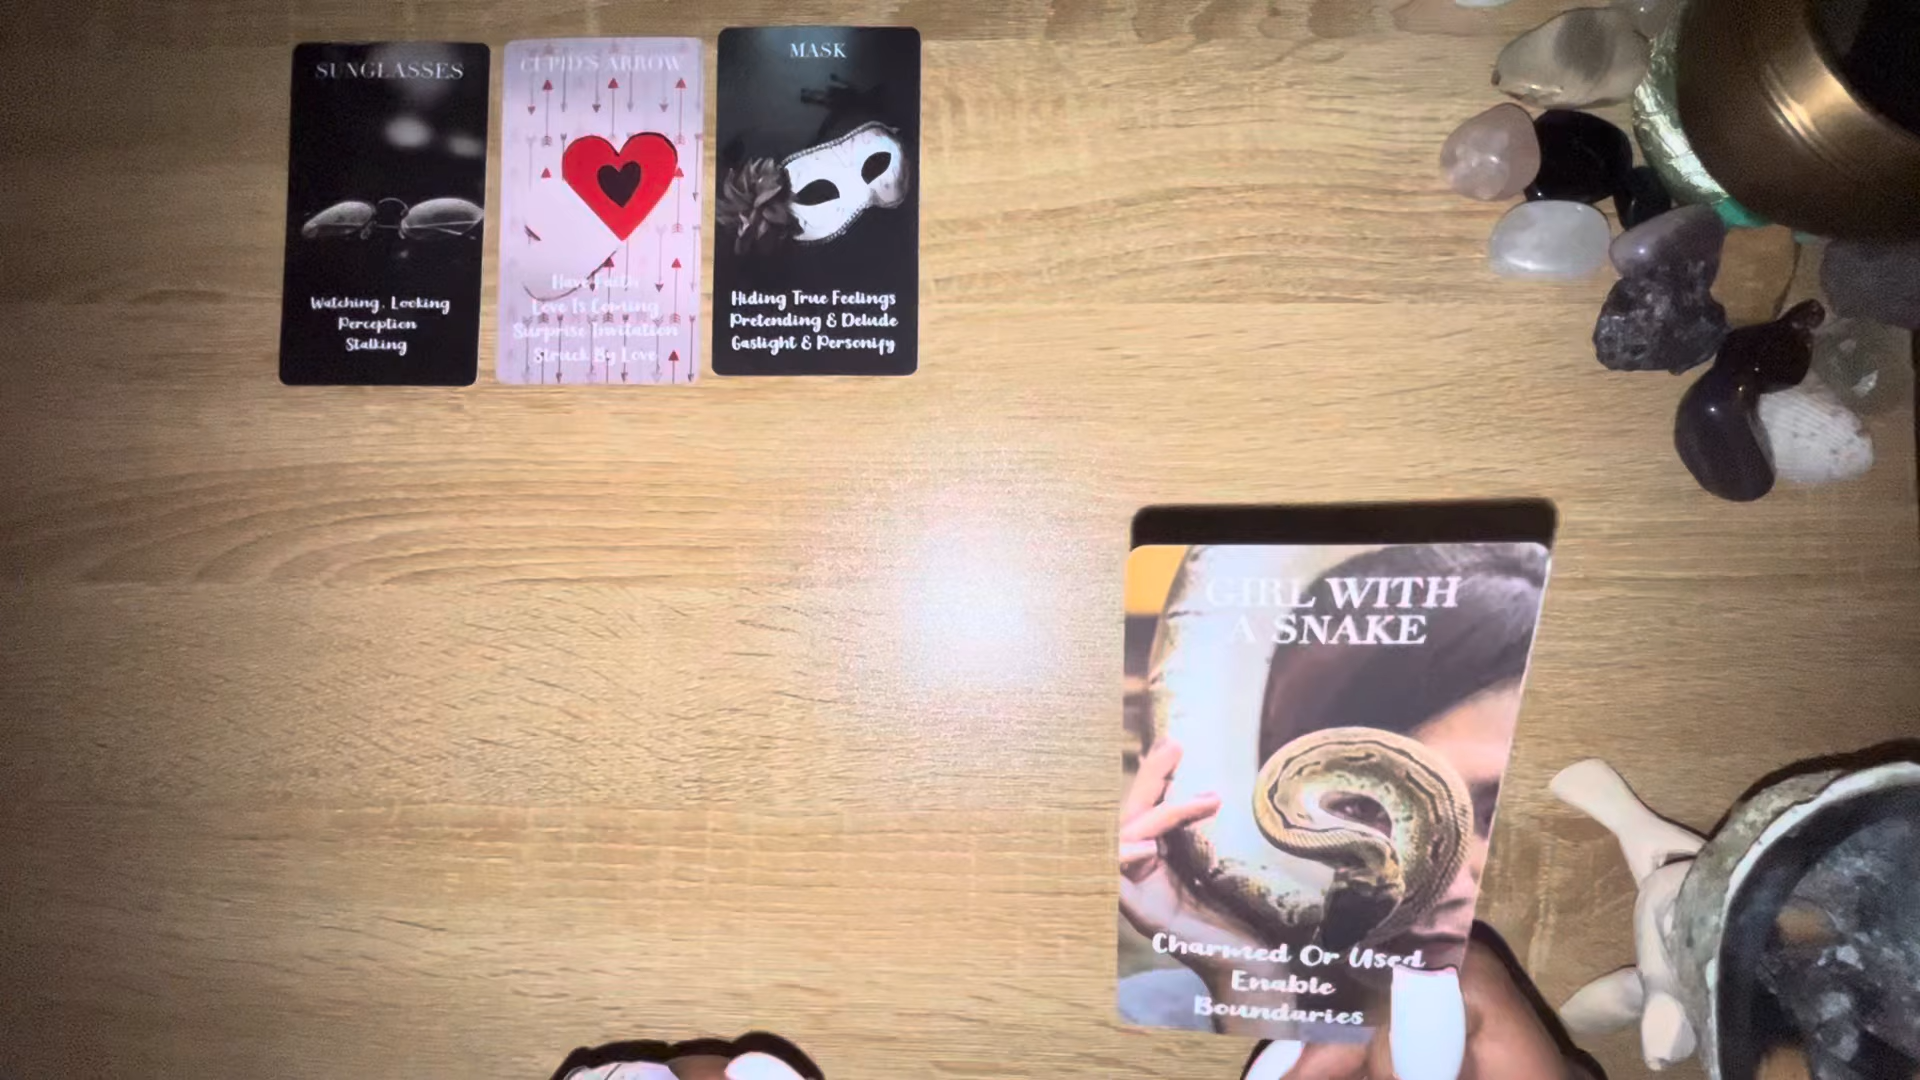 SUNGLASSES
Watching, Looking
Perception
Stalking
CUPID'S ARROW
Have Faith
Love Is Coming
Surprise Invitation
Struck By Love
MASK
Hiding True Feelings
Pretending & Delude
Gaslight & Personify
GIRL WITH
A SNAKE
Charmed Or Used
Enable
Boundaries